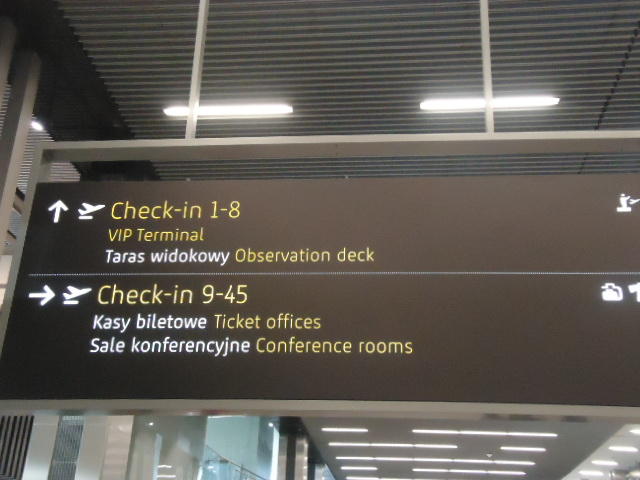 Check-in 1-8
VIP Terminal
Taras widokowy Observation deck
Check-in 9-45
Kasy biletowe Ticket offices
Sale konferencyjne Conference rooms